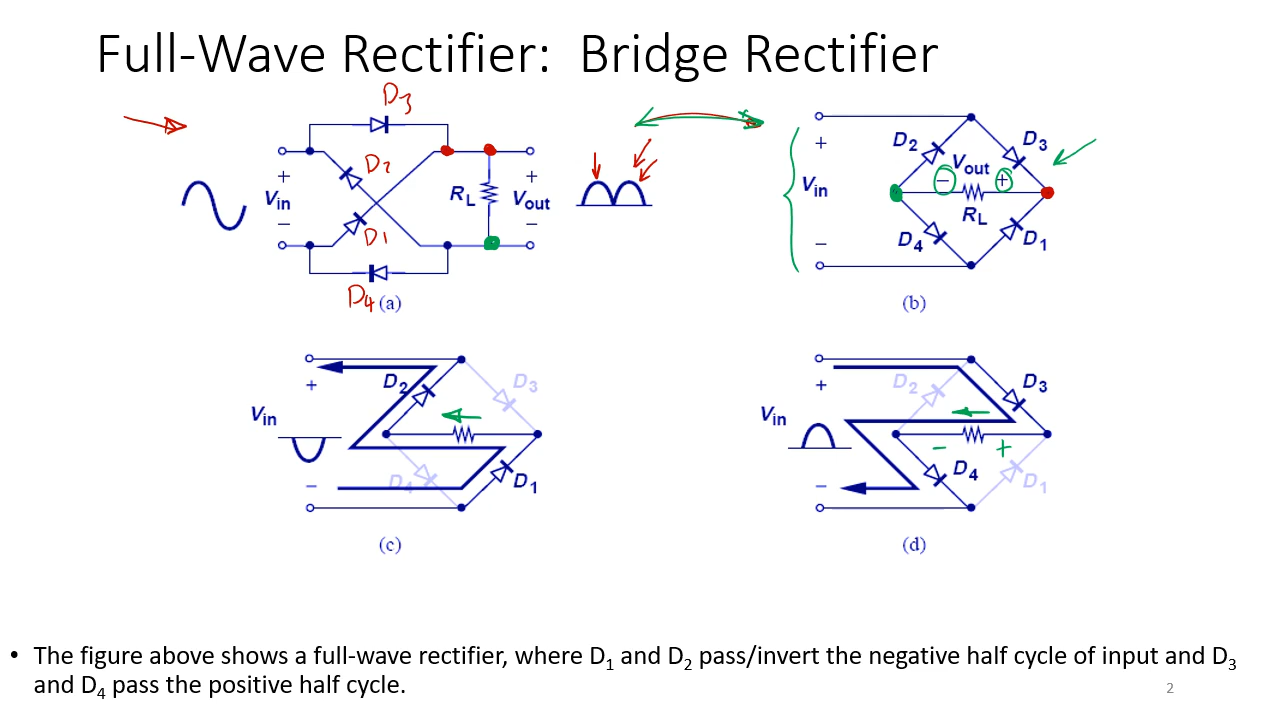 Full-Wave Rectifier: Bridge Rectifier
D3
D2
+
Vin
−
D1
RL
+
Vout
−
D4
(a)
+
Vin
−
D2
D3
Vout
−
+
RL
D4
D1
(b)
+
Vin
−
D2
D3
D4
D1
(c)
+
Vin
−
D2
D3
−
+
D4
D1
(d)
• The figure above shows a full-wave rectifier, where D1 and D2 pass/invert the negative half cycle of input and D3
and D4 pass the positive half cycle.
2